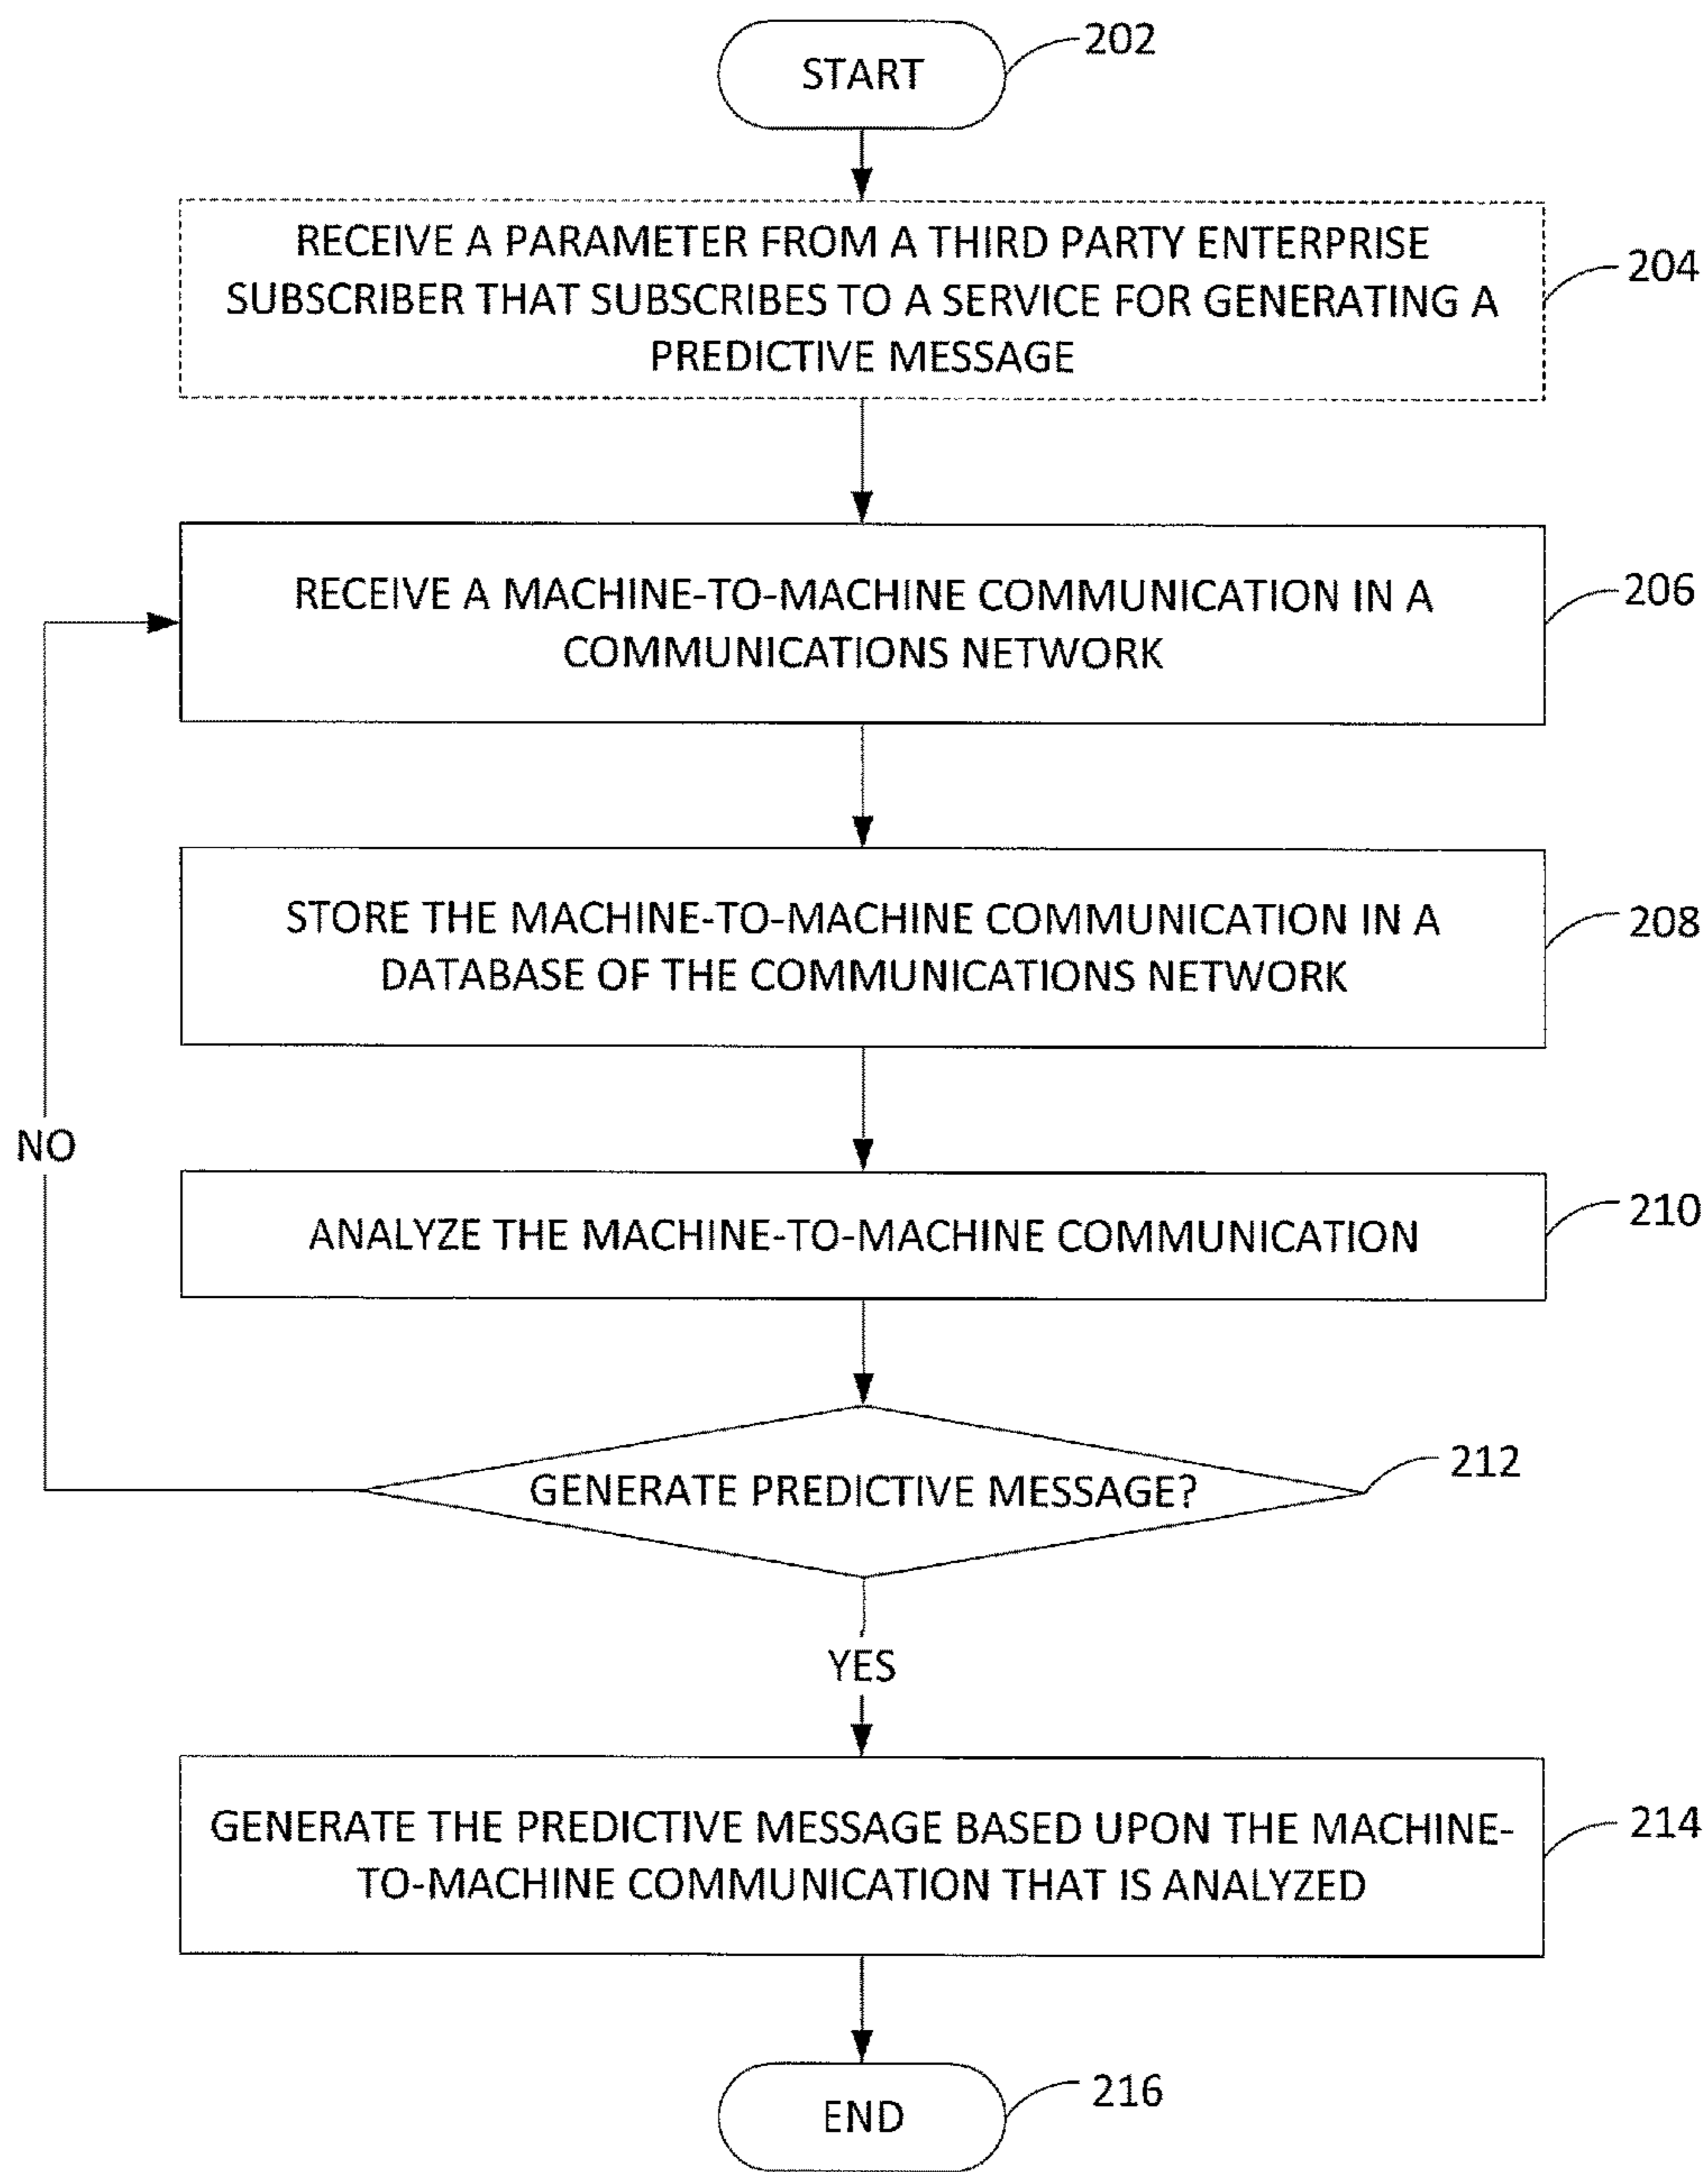 START
202
RECEIVE A PARAMETER FROM A THIRD PARTY ENTERPRISE
SUBSCRIBER THAT SUBSCRIBES TO A SERVICE FOR GENERATING A
PREDICTIVE MESSAGE
204
RECEIVE A MACHINE-TO-MACHINE COMMUNICATION IN A
COMMUNICATIONS NETWORK
206
STORE THE MACHINE-TO-MACHINE COMMUNICATION IN A
DATABASE OF THE COMMUNICATIONS NETWORK
208
NO
ANALYZE THE MACHINE-TO-MACHINE COMMUNICATION
210
GENERATE PREDICTIVE MESSAGE?
212
YES
GENERATE THE PREDICTIVE MESSAGE BASED UPON THE MACHINE-
TO-MACHINE COMMUNICATION THAT IS ANALYZED
214
END
216